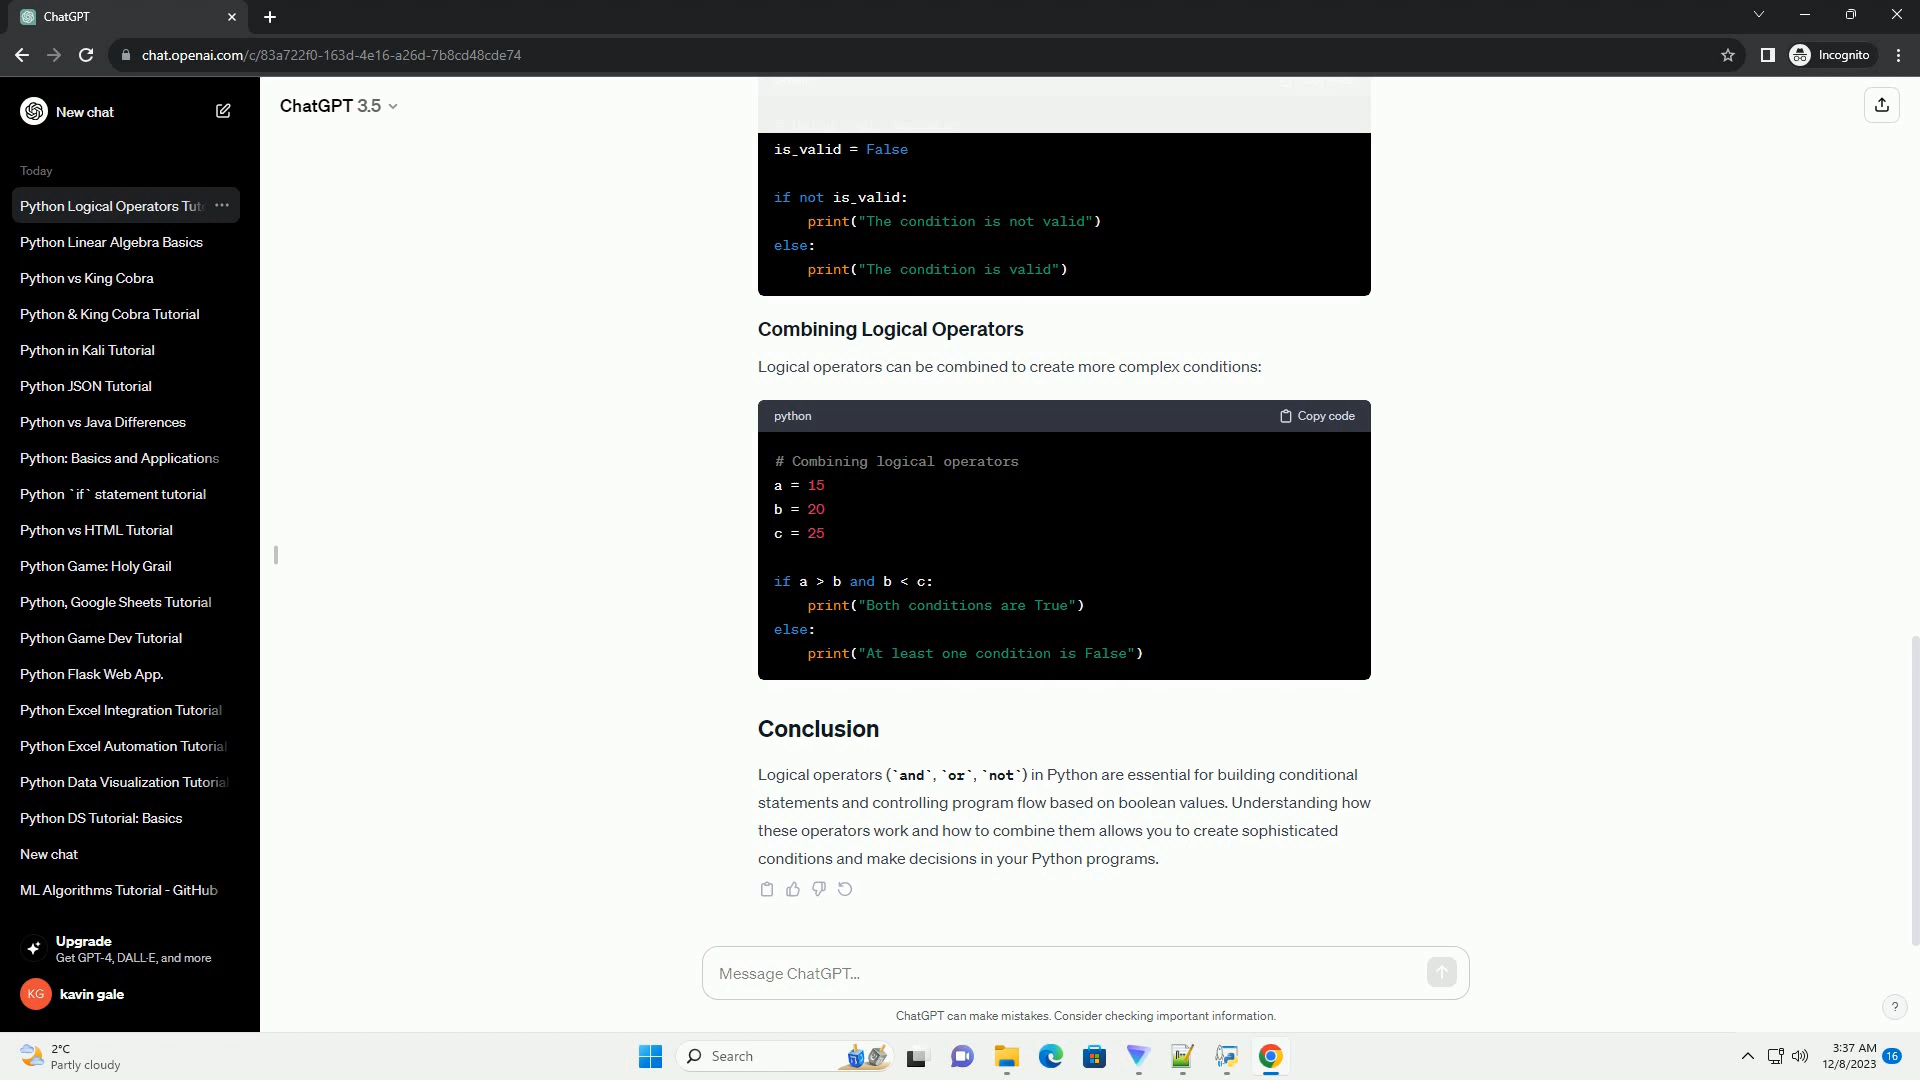 ChatGPT
chat.openai.com/c/83a722f0-163d-4e16-a26d-7b8cd48cde74
Incognito
New chat
Today
Python Logical Operators Tut
Python Linear Algebra Basics
Python vs King Cobra
Python & King Cobra Tutorial
Python in Kali Tutorial
Python JSON Tutorial
Python vs Java Differences
Python: Basics and Applications
Python `if` statement tutorial
Python vs HTML Tutorial
Python Game: Holy Grail
Python, Google Sheets Tutorial
Python Game Dev Tutorial
Python Flask Web App.
Python Excel Integration Tutorial
Python Excel Automation Tutorial
Python Data Visualization Tutorial
Python DS Tutorial: Basics
New chat
ML Algorithms Tutorial - GitHub
Upgrade
Get GPT-4, DALL·E, and more
KG
kavin gale
ChatGPT 3.5
is_valid = False
if not is_valid:
    print("The condition is not valid")
else:
    print("The condition is valid")
Combining Logical Operators
Logical operators can be combined to create more complex conditions:
python
Copy code
# Combining logical operators
a = 15
b = 20
c = 25
if a > b and b < c:
    print("Both conditions are True")
else:
    print("At least one condition is False")
Conclusion
Logical operators (`and`, `or`, `not`) in Python are essential for building conditional
statements and controlling program flow based on boolean values. Understanding how
these operators work and how to combine them allows you to create sophisticated
conditions and make decisions in your Python programs.
Message ChatGPT...
ChatGPT can make mistakes. Consider checking important information.
?
2°C
Partly cloudy
Search
3:37 AM
12/8/2023
16